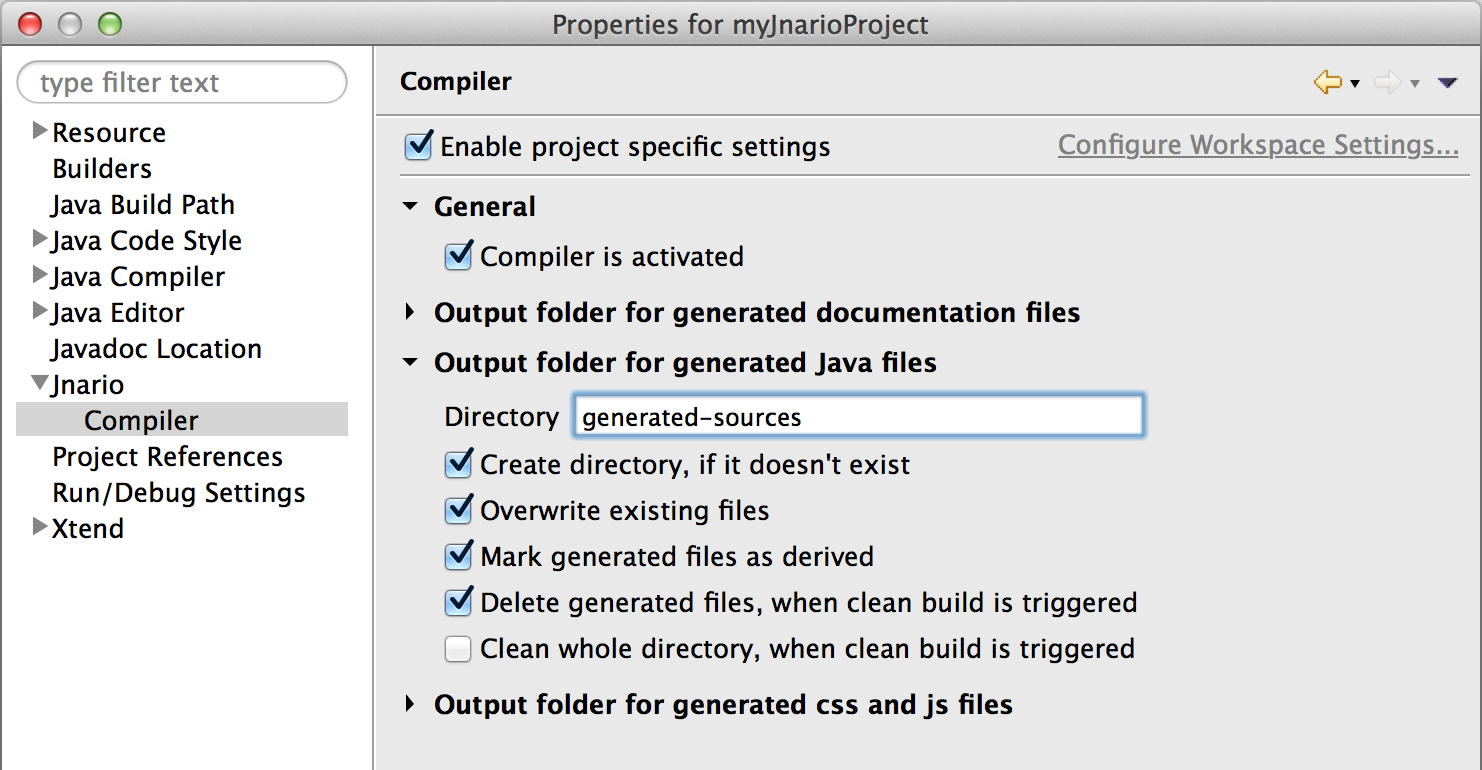 Properties for myJnarioProject
type filter text
Resource
Builders
Java Build Path
Java Code Style
Java Compiler
Java Editor
Javadoc Location
Jnario
Compiler
Project References
Run/Debug Settings
Xtend
Compiler
Enable project specific settings
Configure Workspace Settings...
General
Compiler is activated
Output folder for generated documentation files
Output folder for generated Java files
Directory generated-sources
Create directory, if it doesn't exist
Overwrite existing files
Mark generated files as derived
Delete generated files, when clean build is triggered
Clean whole directory, when clean build is triggered
Output folder for generated css and js files